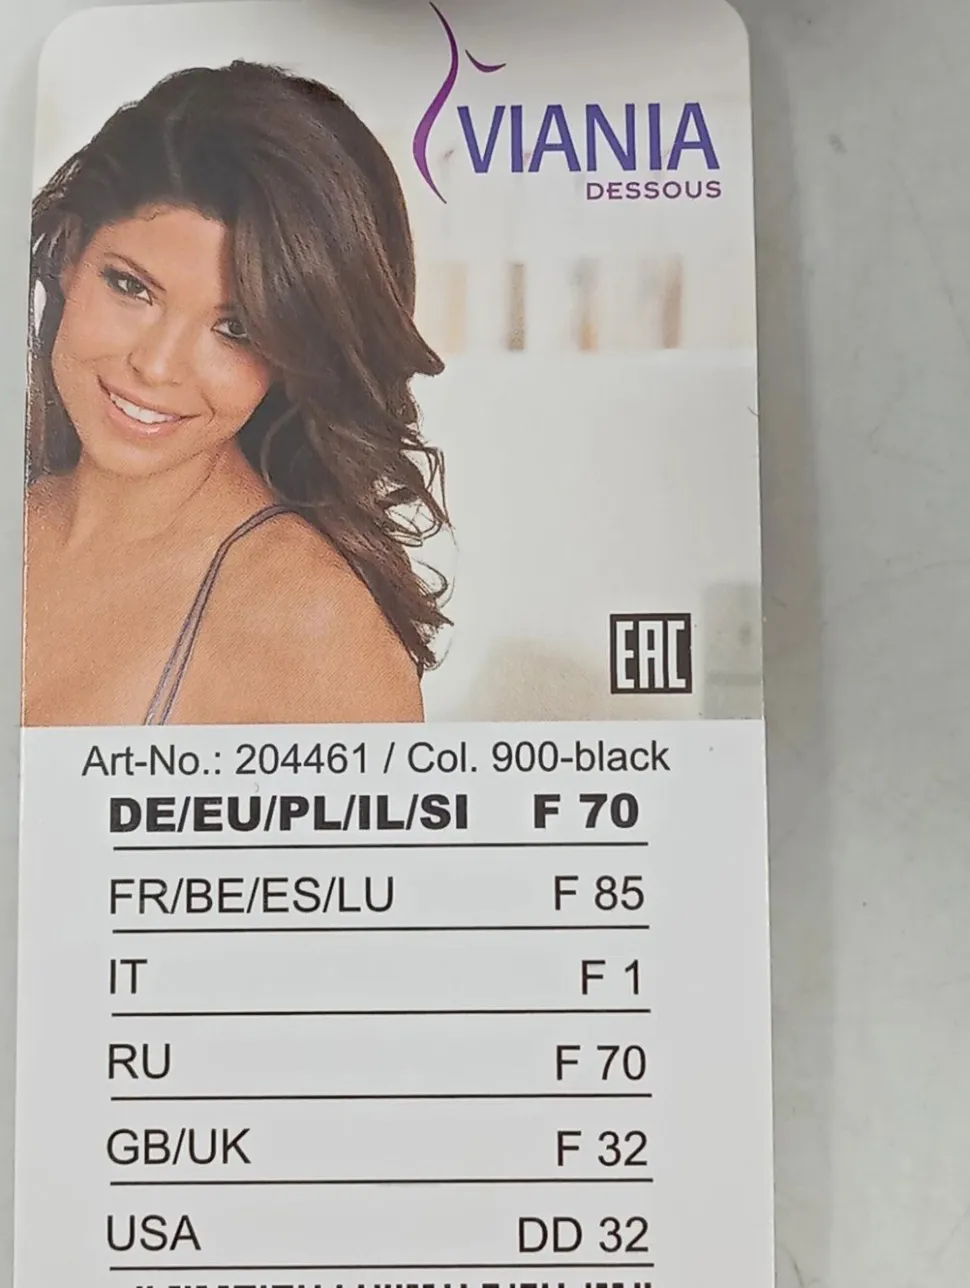 VIANIA
DESSOUS
EAC
Art-No.: 204461 / Col. 900-black
DE/EU/PL/IL/SI F 70
FR/BE/ES/LU F 85
IT F 1
RU F 70
GB/UK F 32
USA DD 32